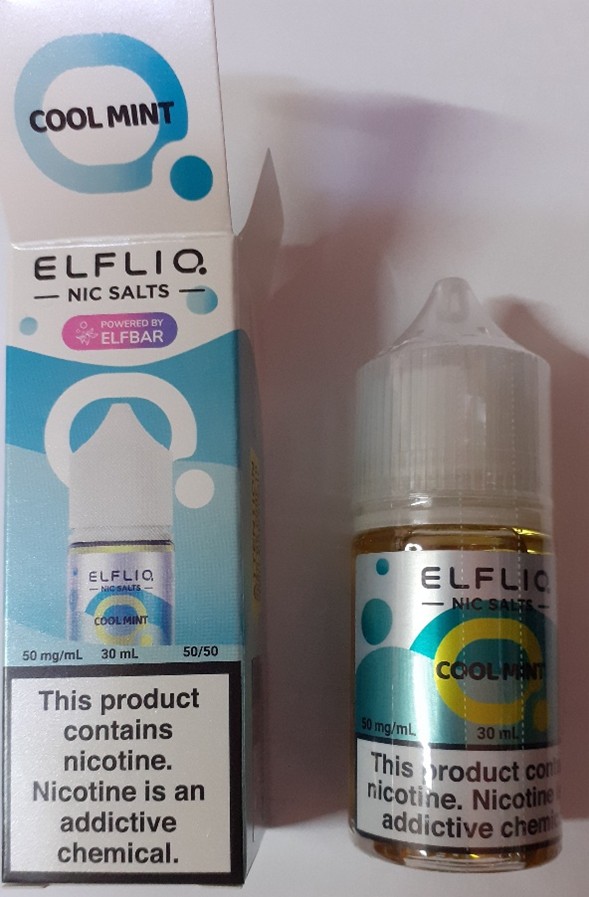 COOL MINT
ELFLIQ
NIC SALTS
POWERED BY
ELFBAR
ELFLIQ
NIC SALTS
COOL MINT
50 mg/mL 30 mL 50/50
This product
contains
nicotine.
Nicotine is an
addictive
chemical.
ELFLIQ
NIC SALTS
COOL MINT
50 mg/mL 30 mL
This product con
nicotine. Nicotine
addictive chemi